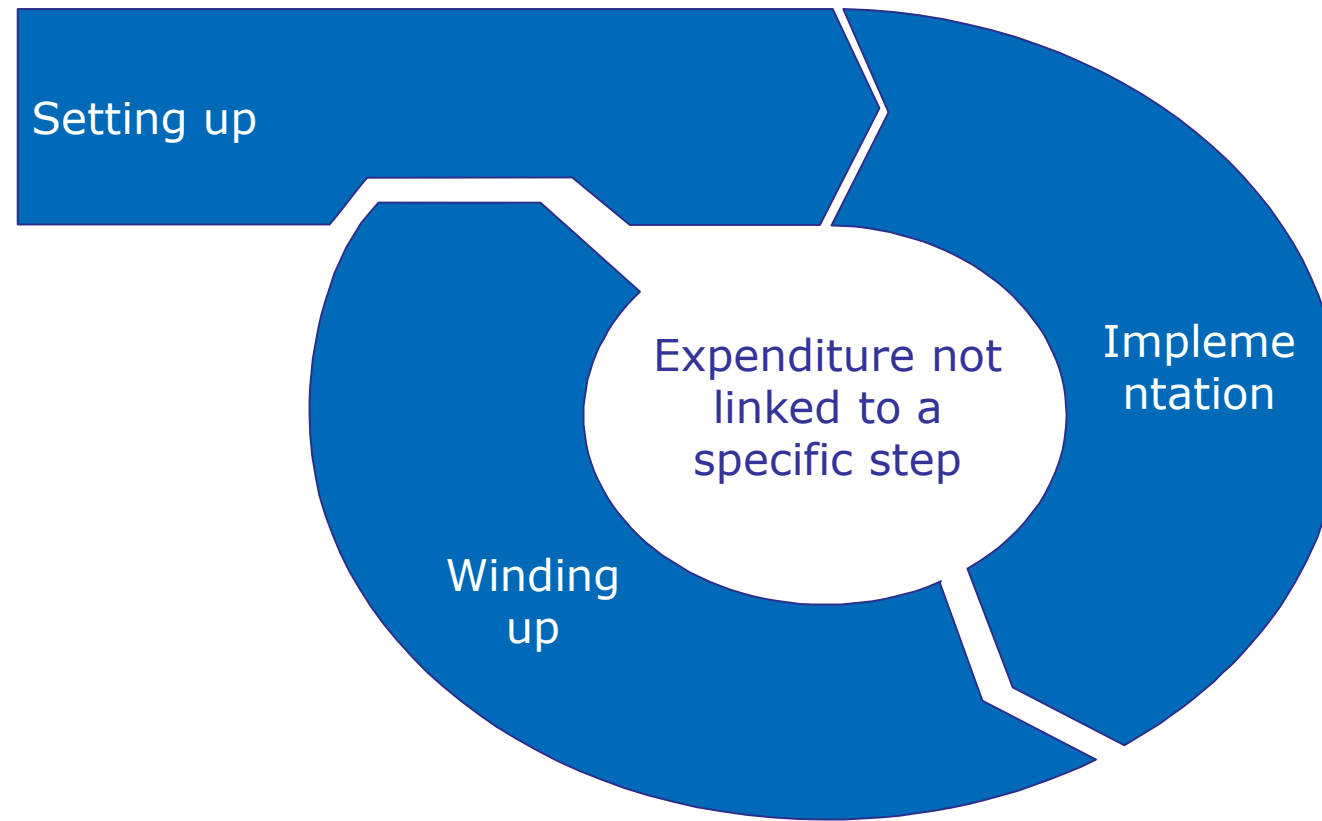 Setting up
Expenditure not
linked to a
specific step
Impleme
ntation
Winding
up